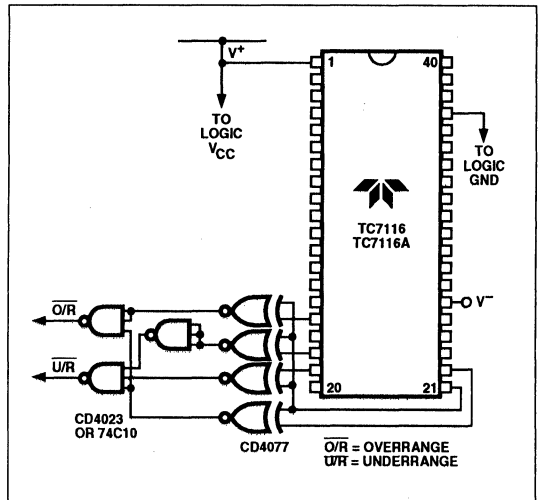 V+
1
40
TO
LOGIC
VCC
TO
LOGIC
GND
TC7116
TC7116A
O/R
V−
U/R
20
21
CD4023
OR 74C10
CD4077
O/R = OVERRANGE
U/R = UNDERRANGE